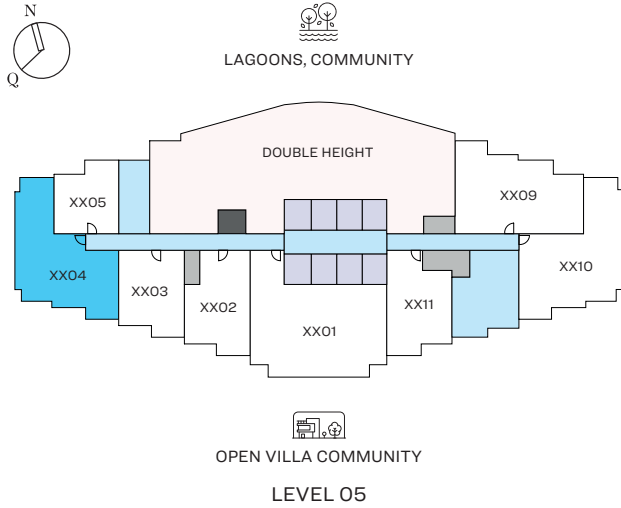 N
Q
LAGOONS, COMMUNITY
DOUBLE HEIGHT
XX05
XX09
XX04
XX03
XX02
XX01
XX11
XX10
OPEN VILLA COMMUNITY
LEVEL 05